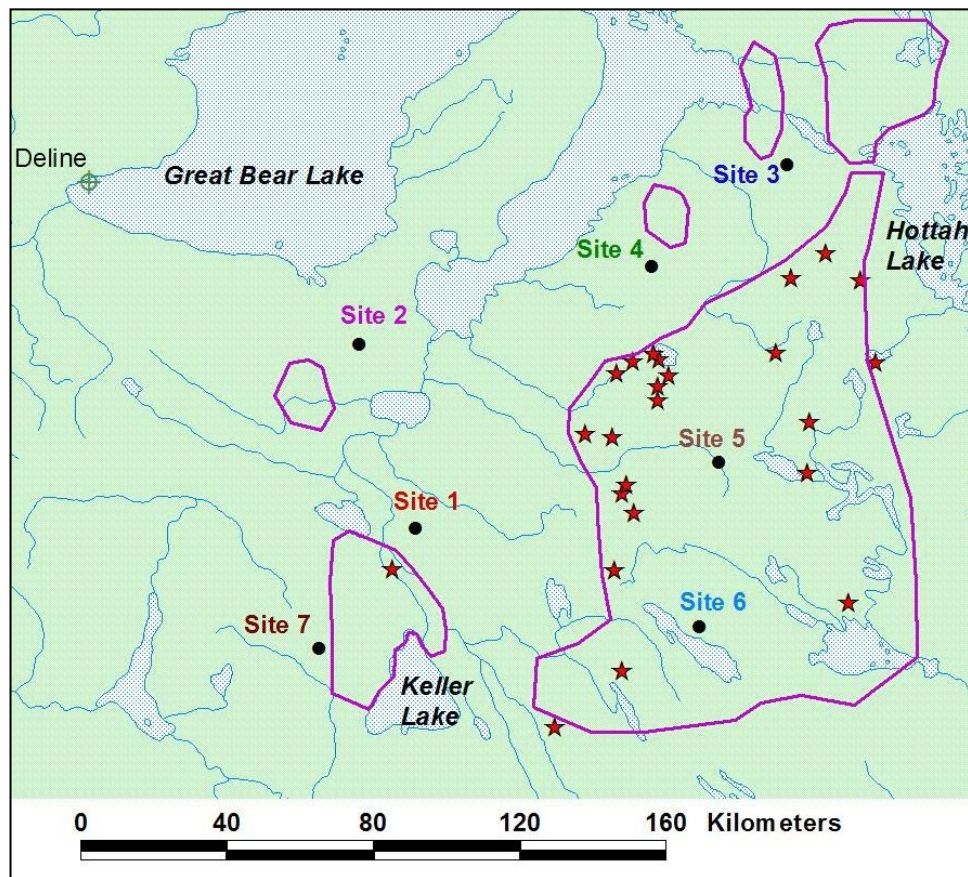 Deline
Great Bear Lake
Site 3
Hottah
Lake
Site 4
Site 2
Site 5
Site 1
Site 6
Site 7
Keller
Lake
0 40 80 120 160 Kilometers